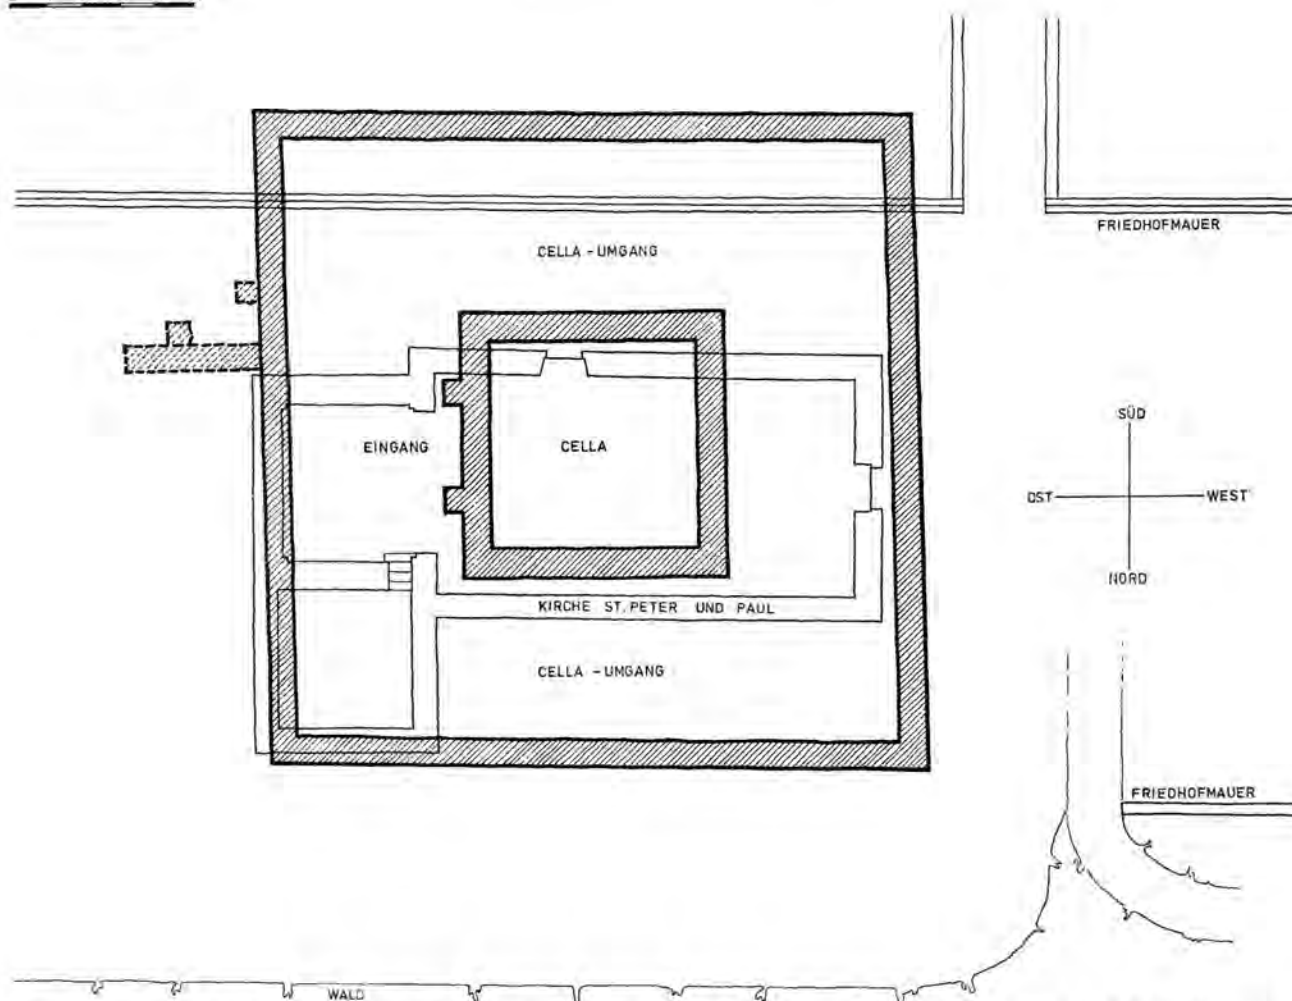 FRIEDHOFMAUER
CELLA - UMGANG
SÜD
EINGANG
CELLA
OST
WEST
NORD
KIRCHE ST. PETER UND PAUL
CELLA - UMGANG
FRIEDHOFMAUER
WALD